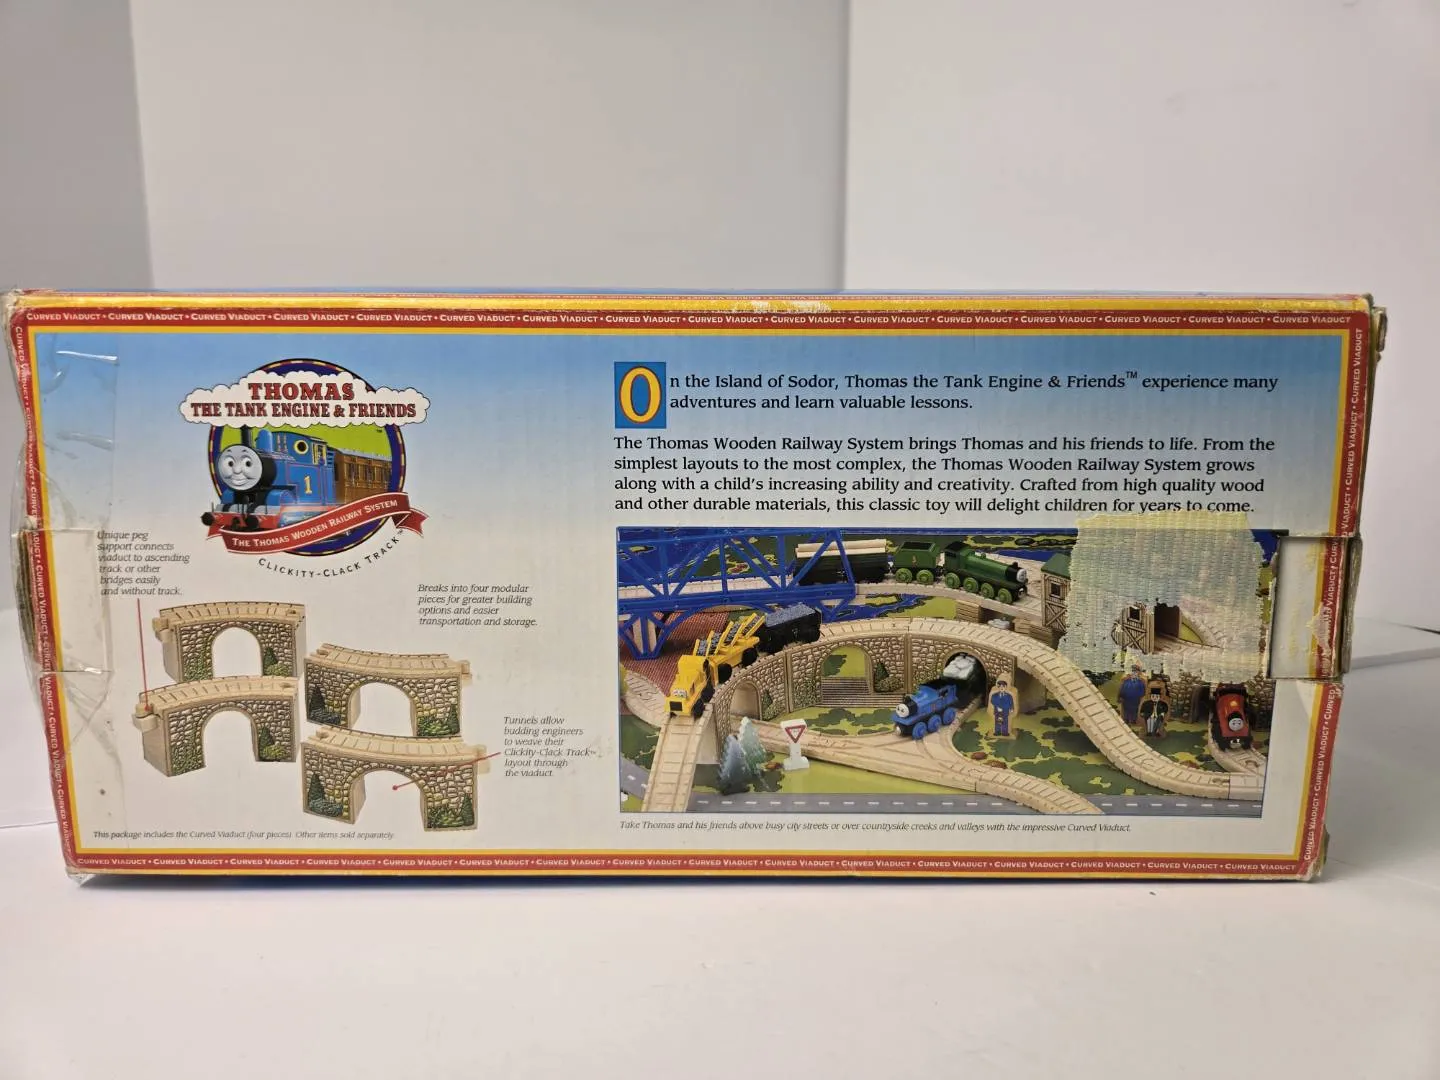 CURVED VIADUCT • CURVED VIADUCT • CURVED VIADUCT • CURVED VIADUCT • CURVED VIADUCT • CURVED VIADUCT • CURVED VIADUCT • CURVED VIADUCT • CURVED VIADUCT • CURVED VIADUCT • CURVED VIADUCT • CURVED VIADUCT • CURVED VIADUCT • CURVED VIADUCT • CURVED VIADUCT • CURVED VIADUCT
THOMAS
THE TANK ENGINE & FRIENDS
1
THE THOMAS WOODEN RAILWAY SYSTEM
CLICKITY-CLACK TRACK™
On the Island of Sodor, Thomas the Tank Engine & Friends™ experience many
adventures and learn valuable lessons.
The Thomas Wooden Railway System brings Thomas and his friends to life. From the
simplest layouts to the most complex, the Thomas Wooden Railway System grows
along with a child's increasing ability and creativity. Crafted from high quality wood
and other durable materials, this classic toy will delight children for years to come.
Unique peg
support connects
viaduct to ascending
track or other
bridges easily
and without track.
Breaks into four modular
pieces for greater building
options and easier
transportation and storage.
Tunnels allow
budding engineers
to weave their
Clickity-Clack Track™
layout through
the viaduct.
This package includes the Curved Viaduct (four pieces). Other items sold separately.
Take Thomas and his friends above busy city streets or over countryside creeks and valleys with the impressive Curved Viaduct.
CURVED VIADUCT • CURVED VIADUCT • CURVED VIADUCT • CURVED VIADUCT • CURVED VIADUCT • CURVED VIADUCT • CURVED VIADUCT • CURVED VIADUCT • CURVED VIADUCT • CURVED VIADUCT • CURVED VIADUCT • CURVED VIADUCT • CURVED VIADUCT • CURVED VIADUCT • CURVED VIADUCT • CURVED VIADUCT